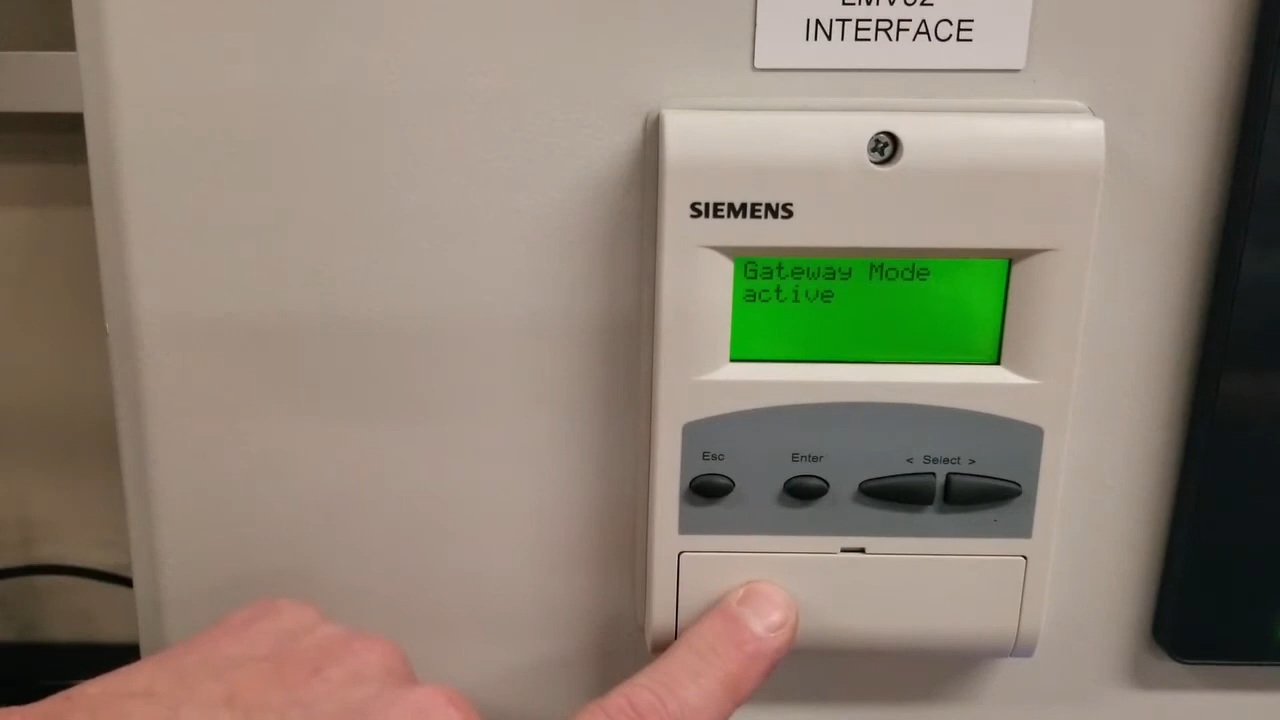 INTERFACE
SIEMENS
Gateway Mode
active
Esc
Enter
< Select >